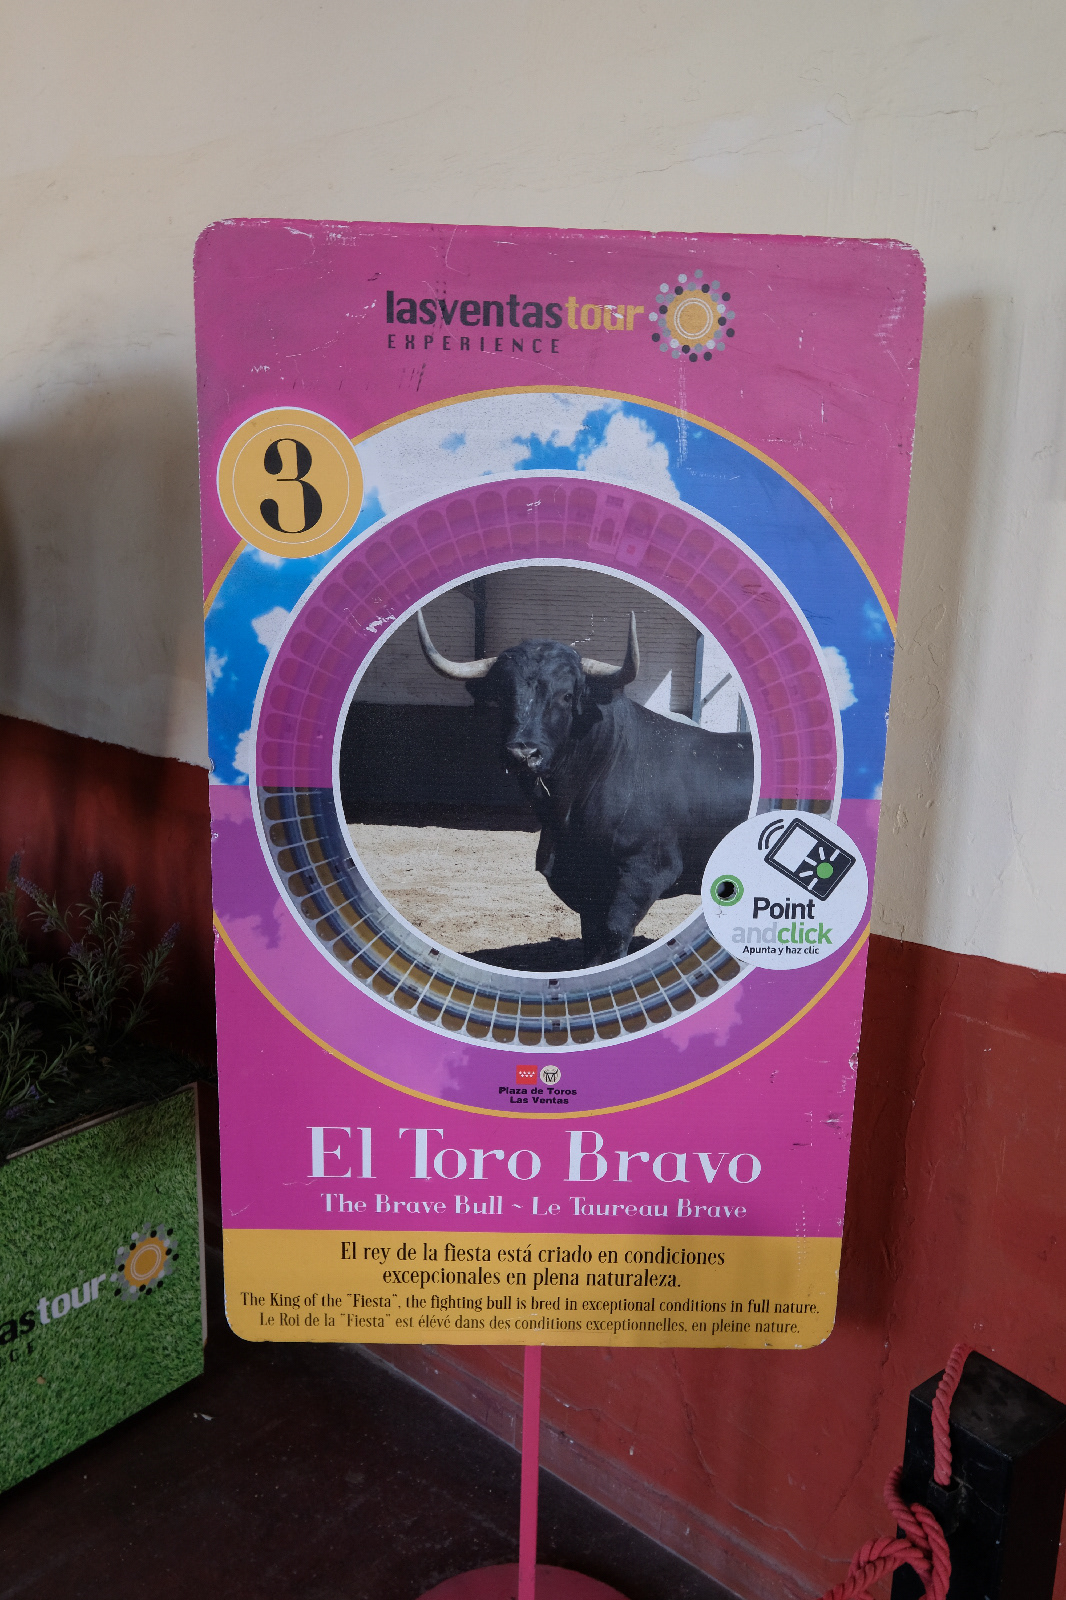 lasventastour
EXPERIENCE
3
Point
andclick
Apunta y haz clic
Plaza de Toros
Las Ventas
El Toro Bravo
The Brave Bull ~ Le Taureau Brave
El rey de la fiesta está criado en condiciones
excepcionales en plena naturaleza.
The King of the "Fiesta", the fighting bull is bred in exceptional conditions in full nature.
Le Roi de la "Fiesta" est élévé dans des conditions exceptionnelles, en pleine nature.
astour